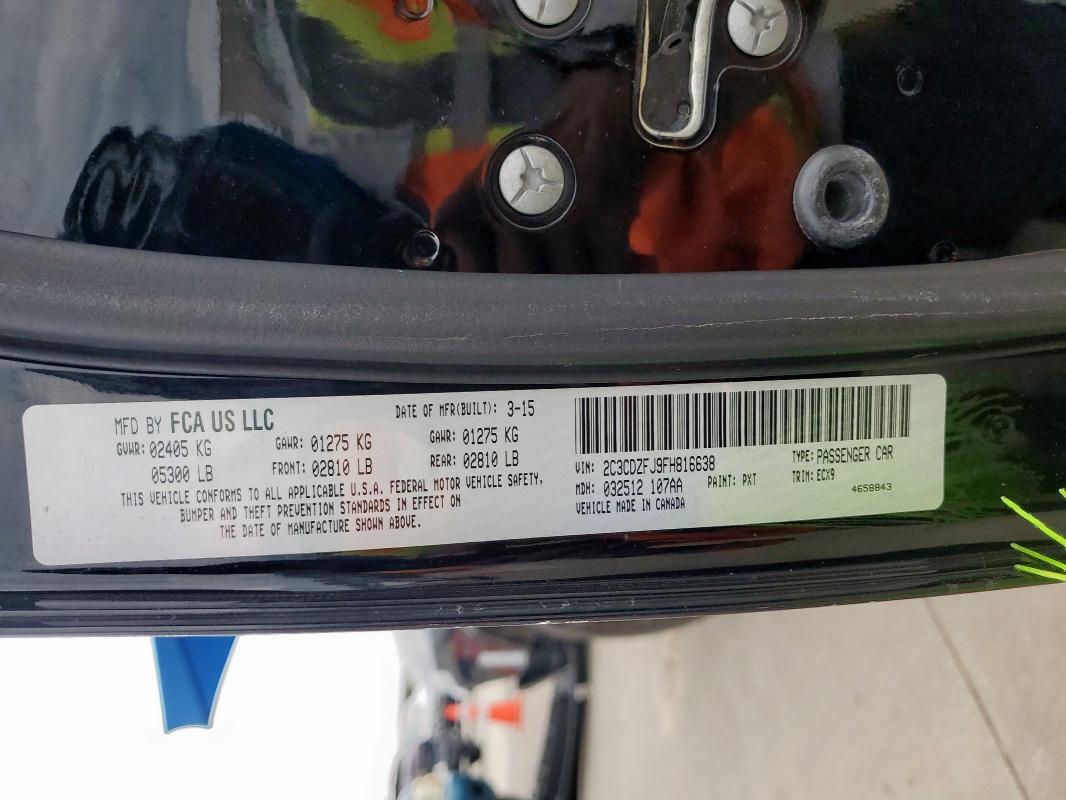 MFD BY FCA US LLC
DATE OF MFR(BUILT): 3-15
GVWR: 02405 KG
GAWR: 01275 KG
GAWR: 01275 KG
05300 LB
FRONT: 02810 LB
REAR: 02810 LB
THIS VEHICLE CONFORMS TO ALL APPLICABLE U.S.A. FEDERAL MOTOR VEHICLE SAFETY,
BUMPER AND THEFT PREVENTION STANDARDS IN EFFECT ON
THE DATE OF MANUFACTURE SHOWN ABOVE.
VIN: 2C3CDZFJ9FH816638
TYPE: PASSENGER CAR
MDH: 032512 107AA
PAINT: PXT
TRIM: ECX9
VEHICLE MADE IN CANADA
4658843